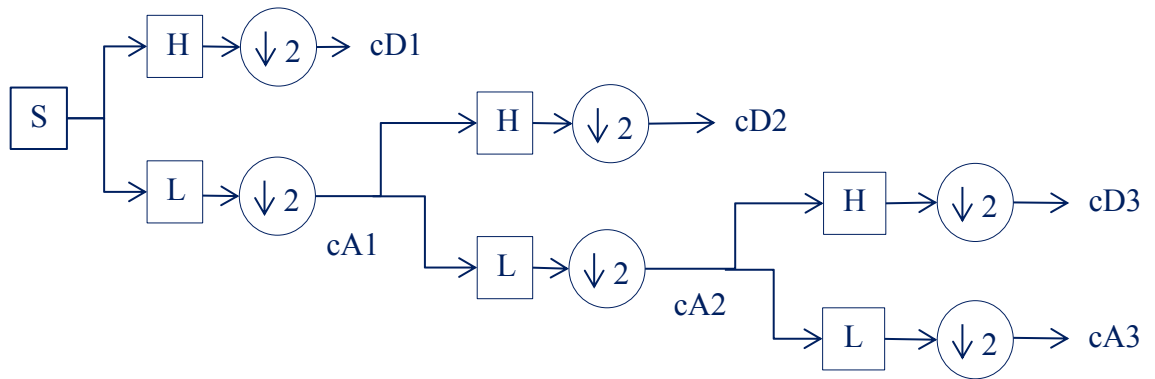 H ↓ 2 cD1
S
H ↓ 2 cD2
L ↓ 2
cA1
H ↓ 2 cD3
L ↓ 2
cA2
L ↓ 2 cA3